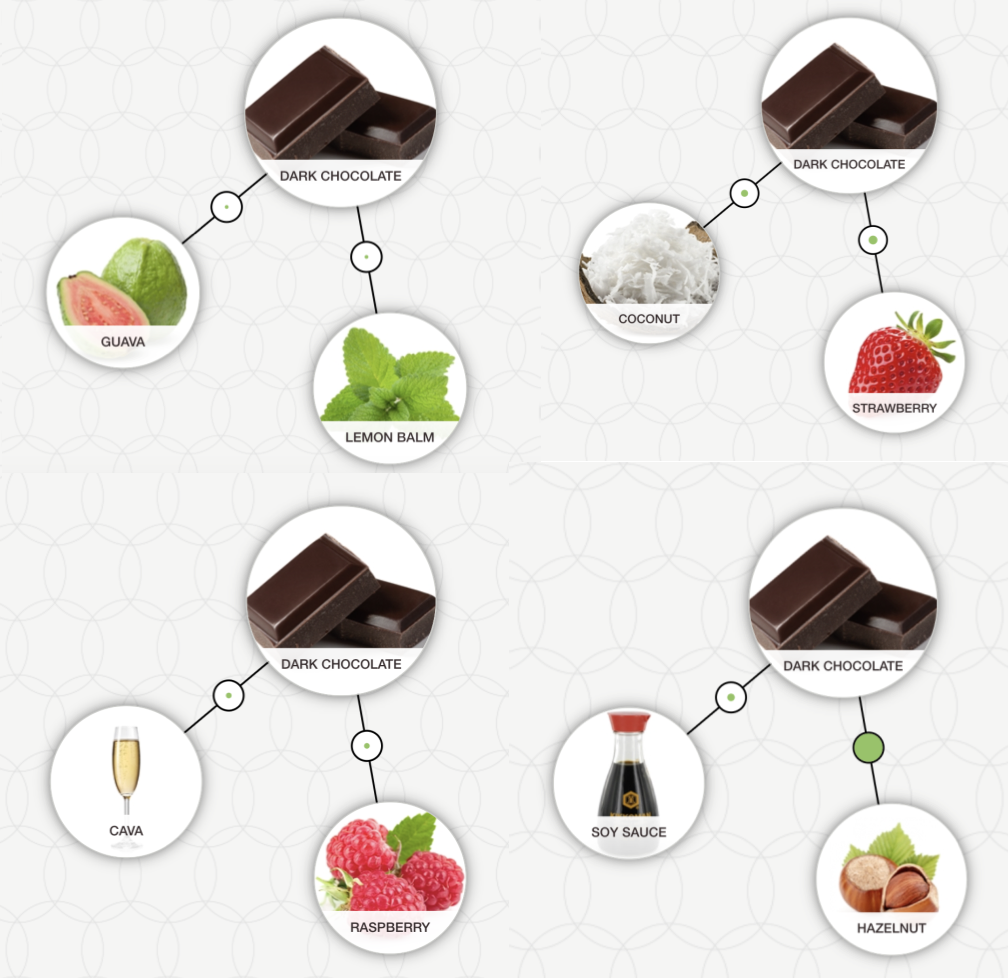 DARK CHOCOLATE
GUAVA
LEMON BALM
DARK CHOCOLATE
COCONUT
STRAWBERRY
DARK CHOCOLATE
CAVA
RASPBERRY
DARK CHOCOLATE
SOY SAUCE
HAZELNUT